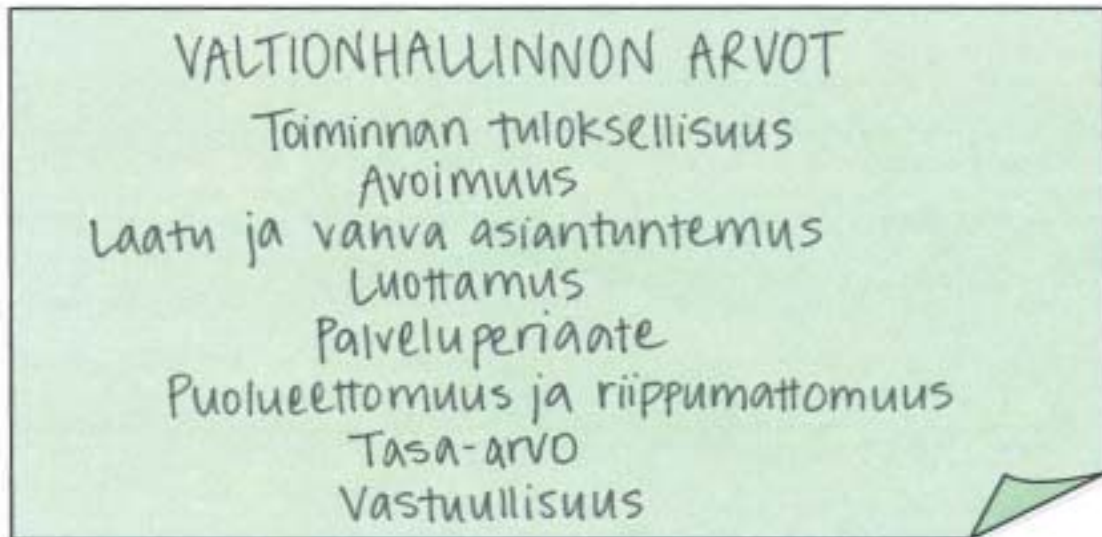 VALTIONHALLINNON ARVOT
Toiminnan tuloksellisuus
Avoimuus
Laatu ja vahva asiantuntemus
Luottamus
Palveluperiaate
Puolueettomuus ja riippumattomuus
Tasa-arvo
Vastuullisuus